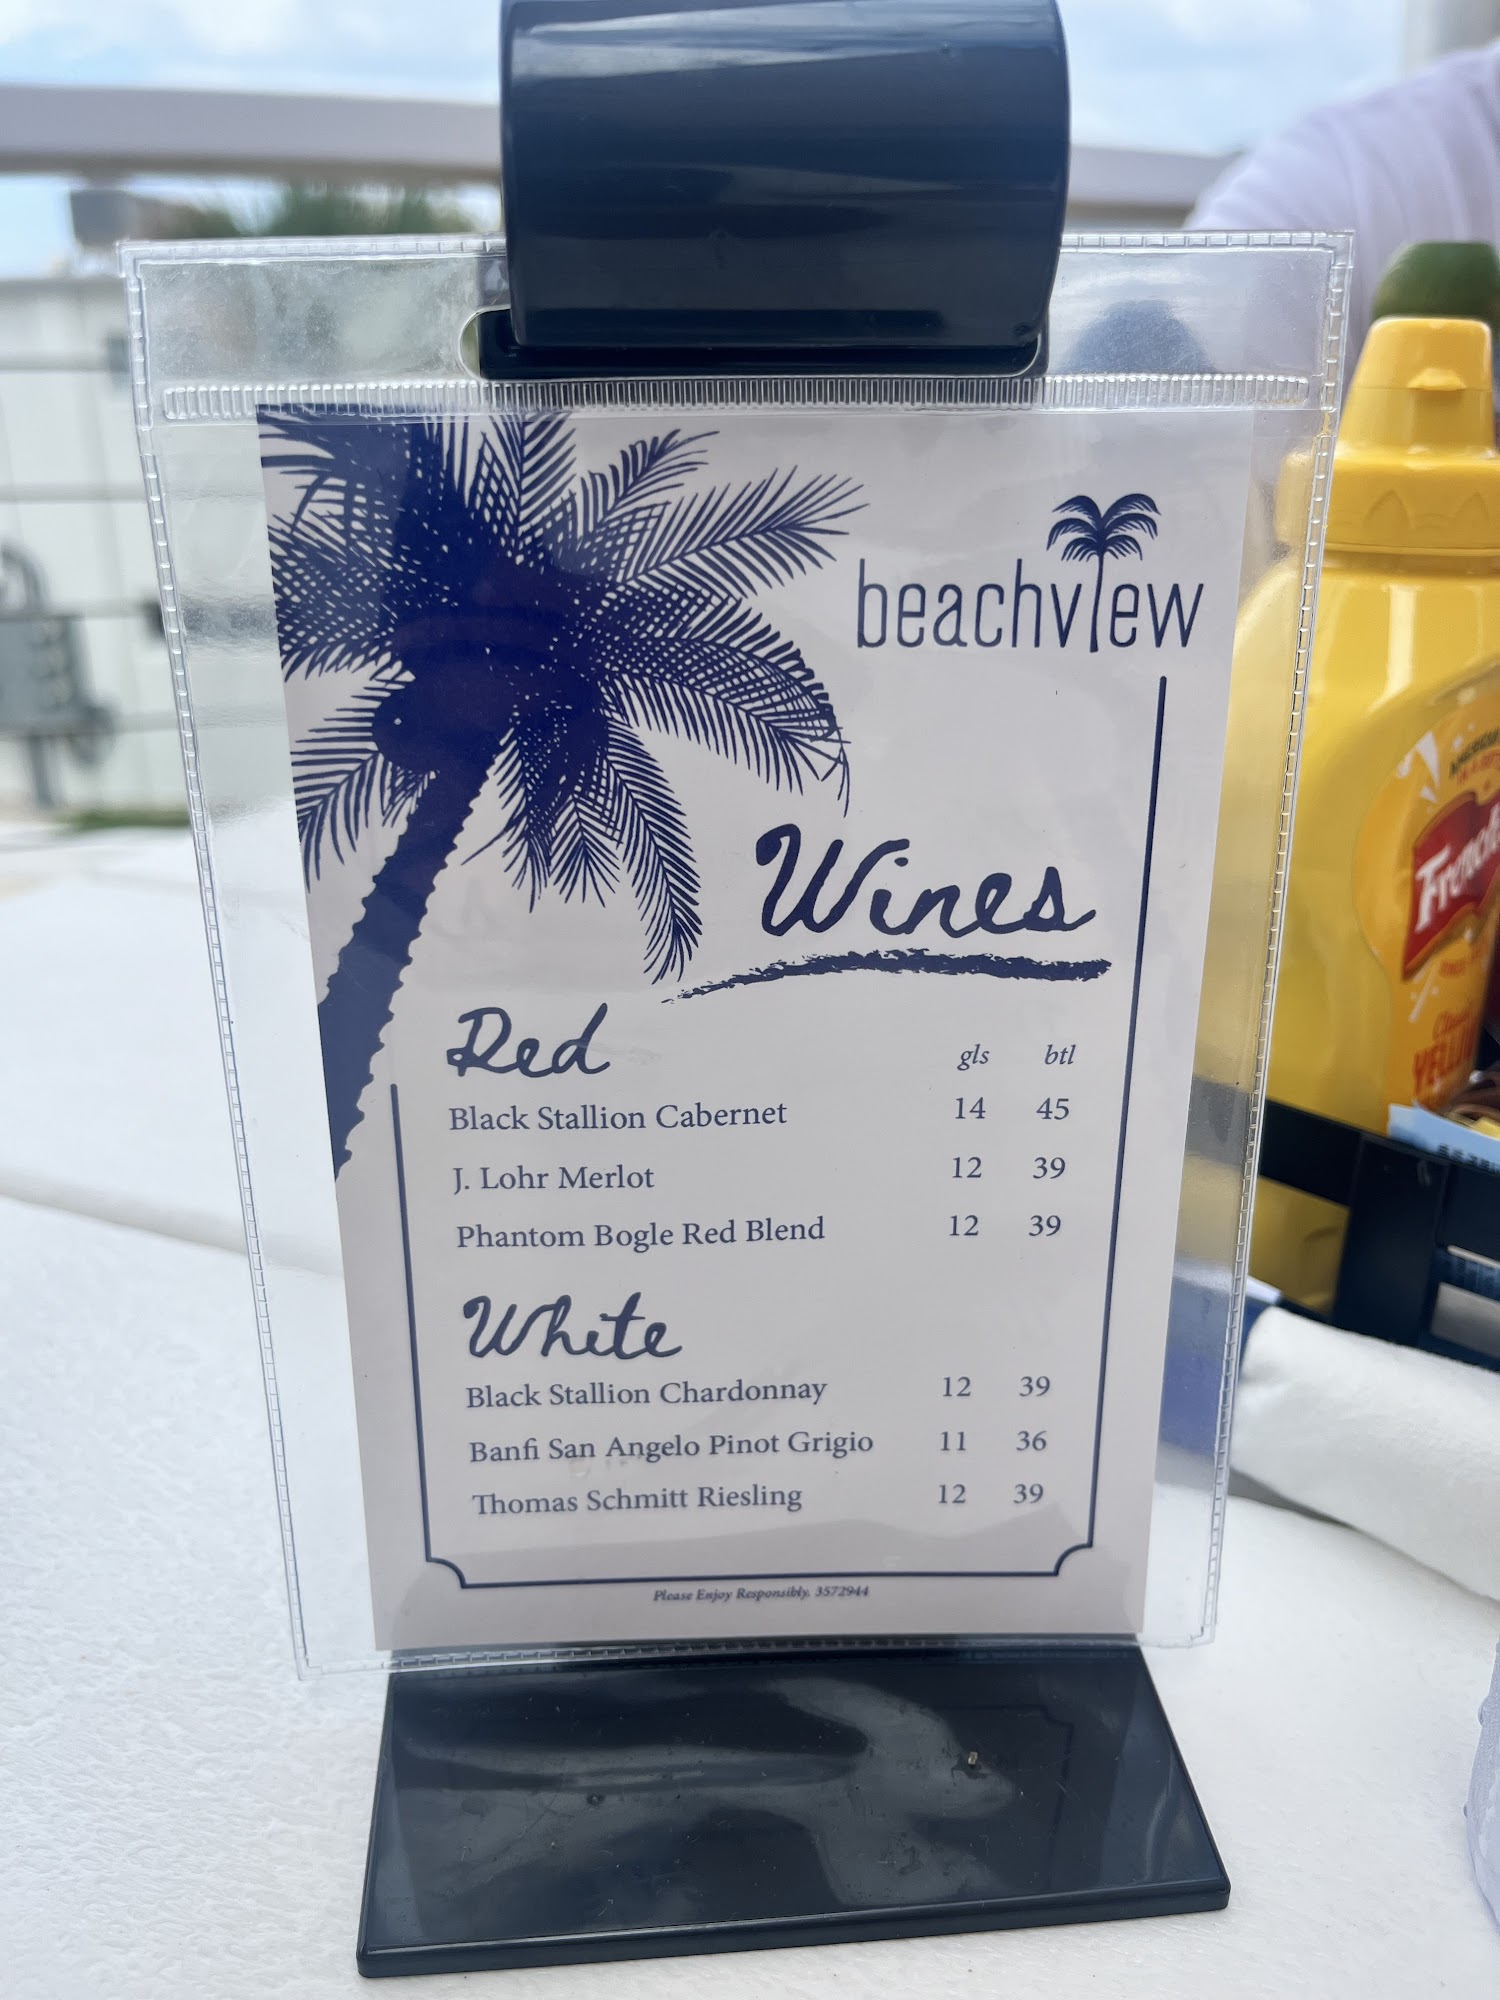 beachview
Wines
Red gls btl
Black Stallion Cabernet 14 45
J. Lohr Merlot 12 39
Phantom Bogle Red Blend 12 39
White
Black Stallion Chardonnay 12 39
Banfi San Angelo Pinot Grigio 11 36
Thomas Schmitt Riesling 12 39
Please Enjoy Responsibly. 3572944